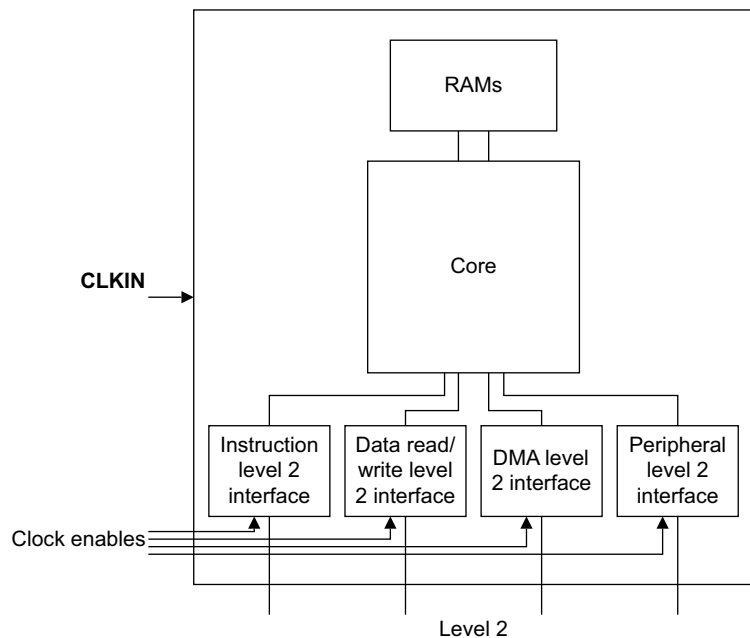 RAMs
Core
CLKIN
Instruction
level 2
interface
Data read/
write level
2 interface
DMA level
2 interface
Peripheral
level 2
interface
Clock enables
Level 2